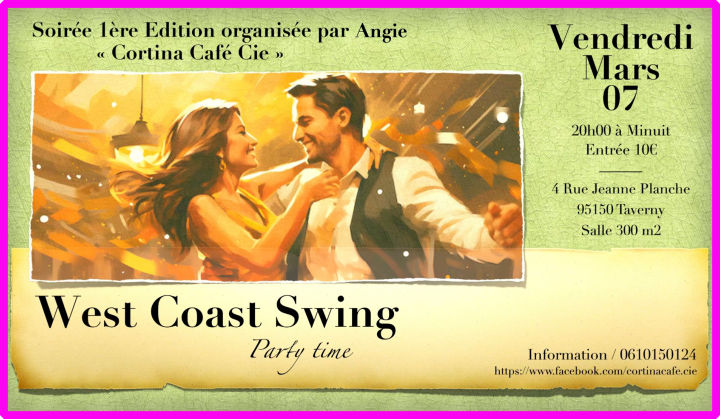 Soirée 1ère Edition organisée par Angie
« Cortina Café Cie »
Vendredi
Mars
07
20h00 à Minuit
Entrée 10€
4 Rue Jeanne Planche
95150 Taverny
Salle 300 m2
West Coast Swing
Party time
Information / 0610150124
https://www.facebook.com/cortinacafe.cie